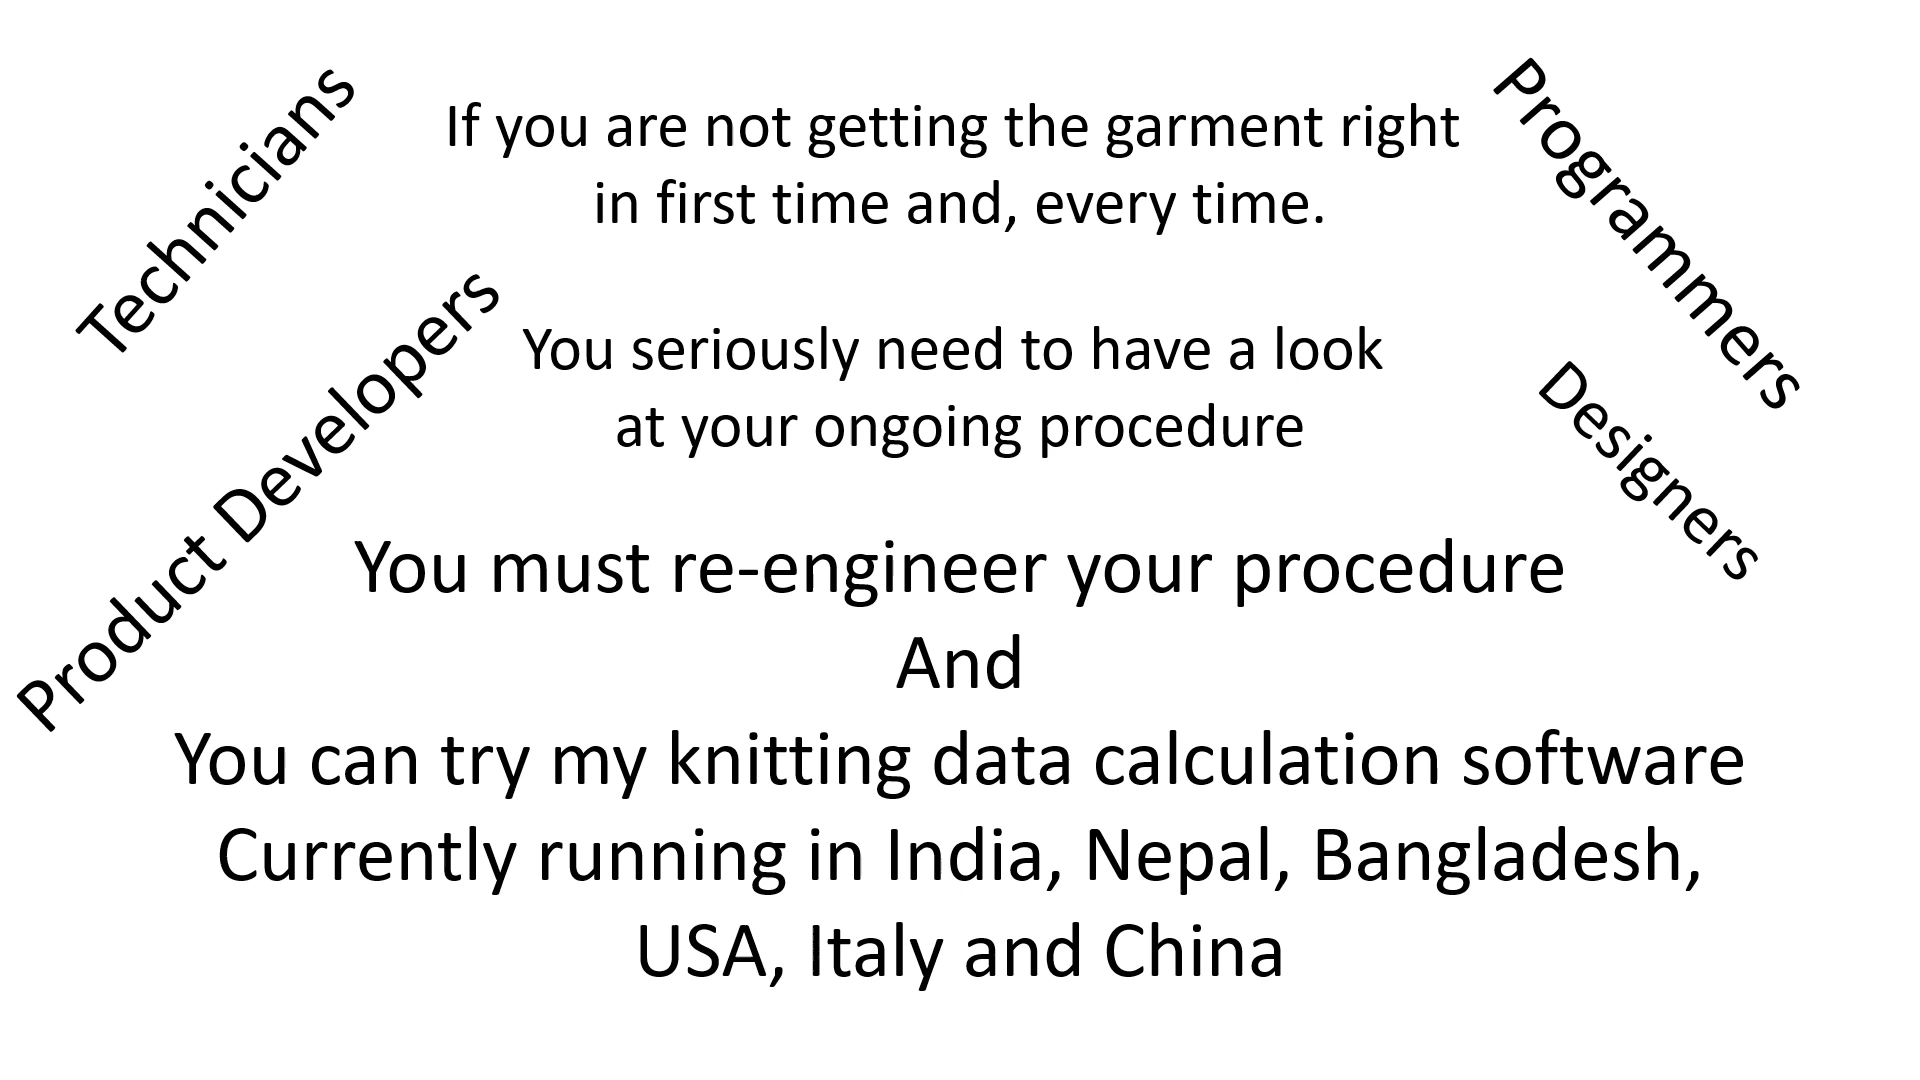 Technicians
Product Developers
If you are not getting the garment right
in first time and, every time.
You seriously need to have a look
at your ongoing procedure
Programmers
Designers
You must re-engineer your procedure
And
You can try my knitting data calculation software
Currently running in India, Nepal, Bangladesh,
USA, Italy and China